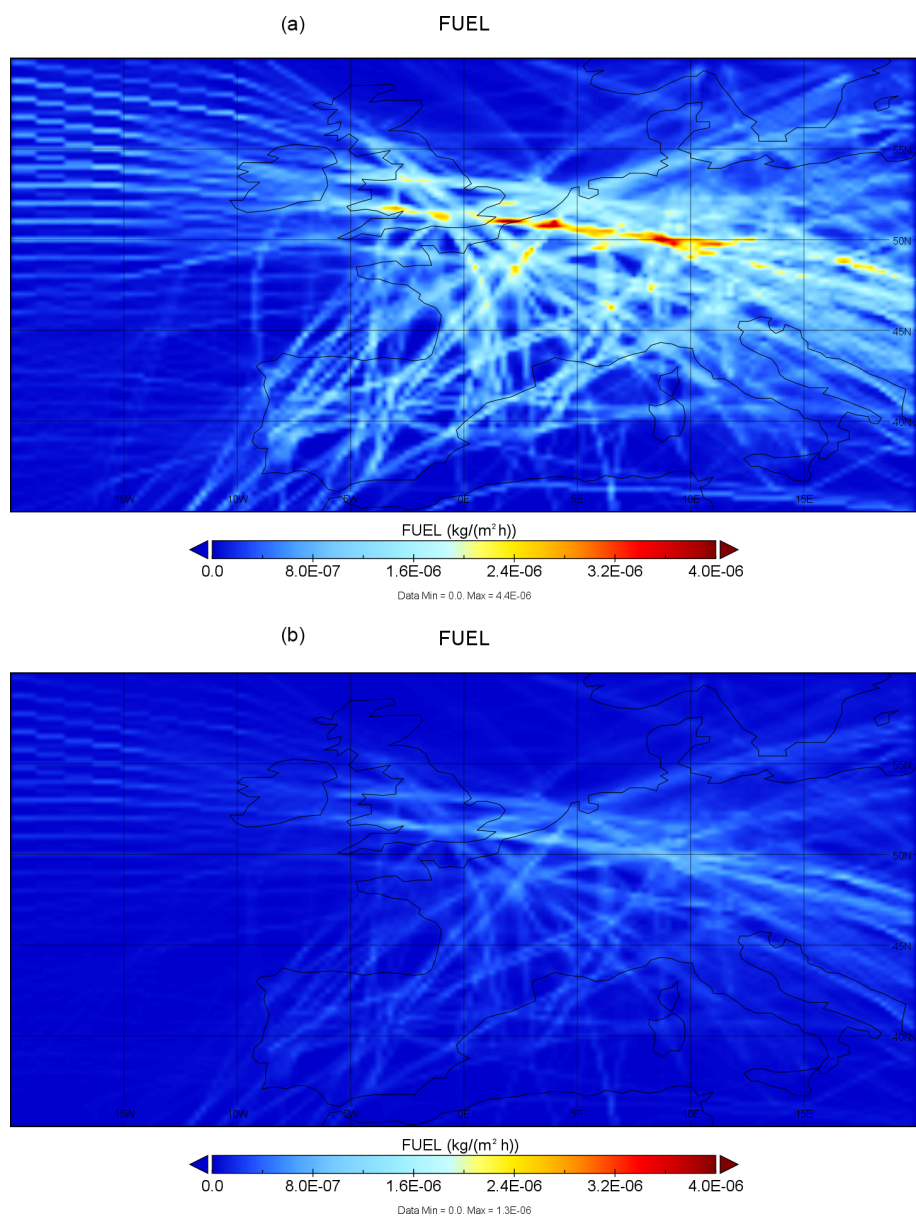 (a) FUEL
55N
50N
45N
40N
15W 10W 5W 0E 5E 10E 15E
FUEL (kg/(m² h))
0.0 8.0E-07 1.6E-06 2.4E-06 3.2E-06 4.0E-06
Data Min = 0.0. Max = 4.4E-06
(b) FUEL
55N
50N
45N
40N
15W 10W 5W 0E 5E 10E 15E
FUEL (kg/(m² h))
0.0 8.0E-07 1.6E-06 2.4E-06 3.2E-06 4.0E-06
Data Min = 0.0. Max = 1.3E-06